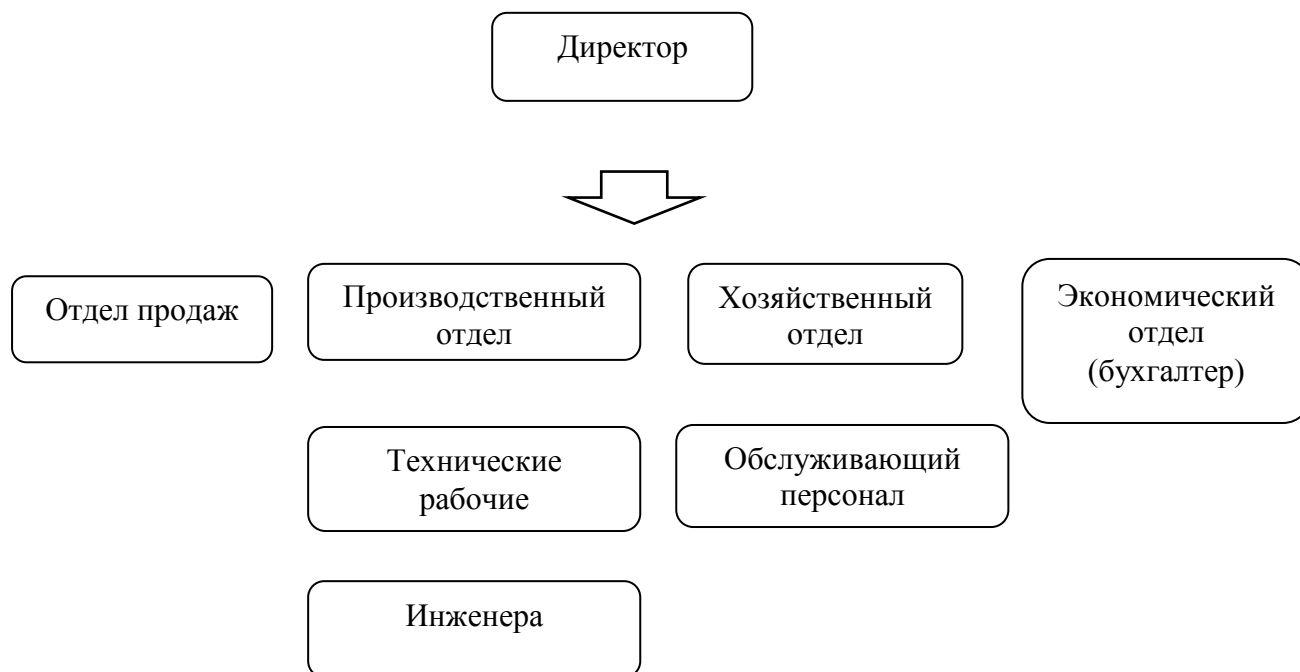 Директор
Отдел продаж
Производственный
отдел
Хозяйственный
отдел
Экономический
отдел
(бухгалтер)
Технические
рабочие
Обслуживающий
персонал
Инженера